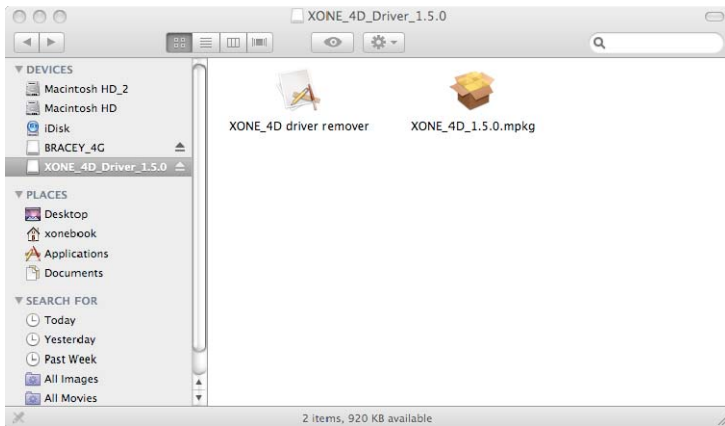 XONE_4D_Driver_1.5.0
DEVICES
Macintosh HD_2
Macintosh HD
iDisk
BRACEY_4G
XONE_4D_Driver_1.5.0
PLACES
Desktop
xonebook
Applications
Documents
SEARCH FOR
Today
Yesterday
Past Week
All Images
All Movies
XONE_4D driver remover
XONE_4D_1.5.0.mpkg
2 items, 920 KB available